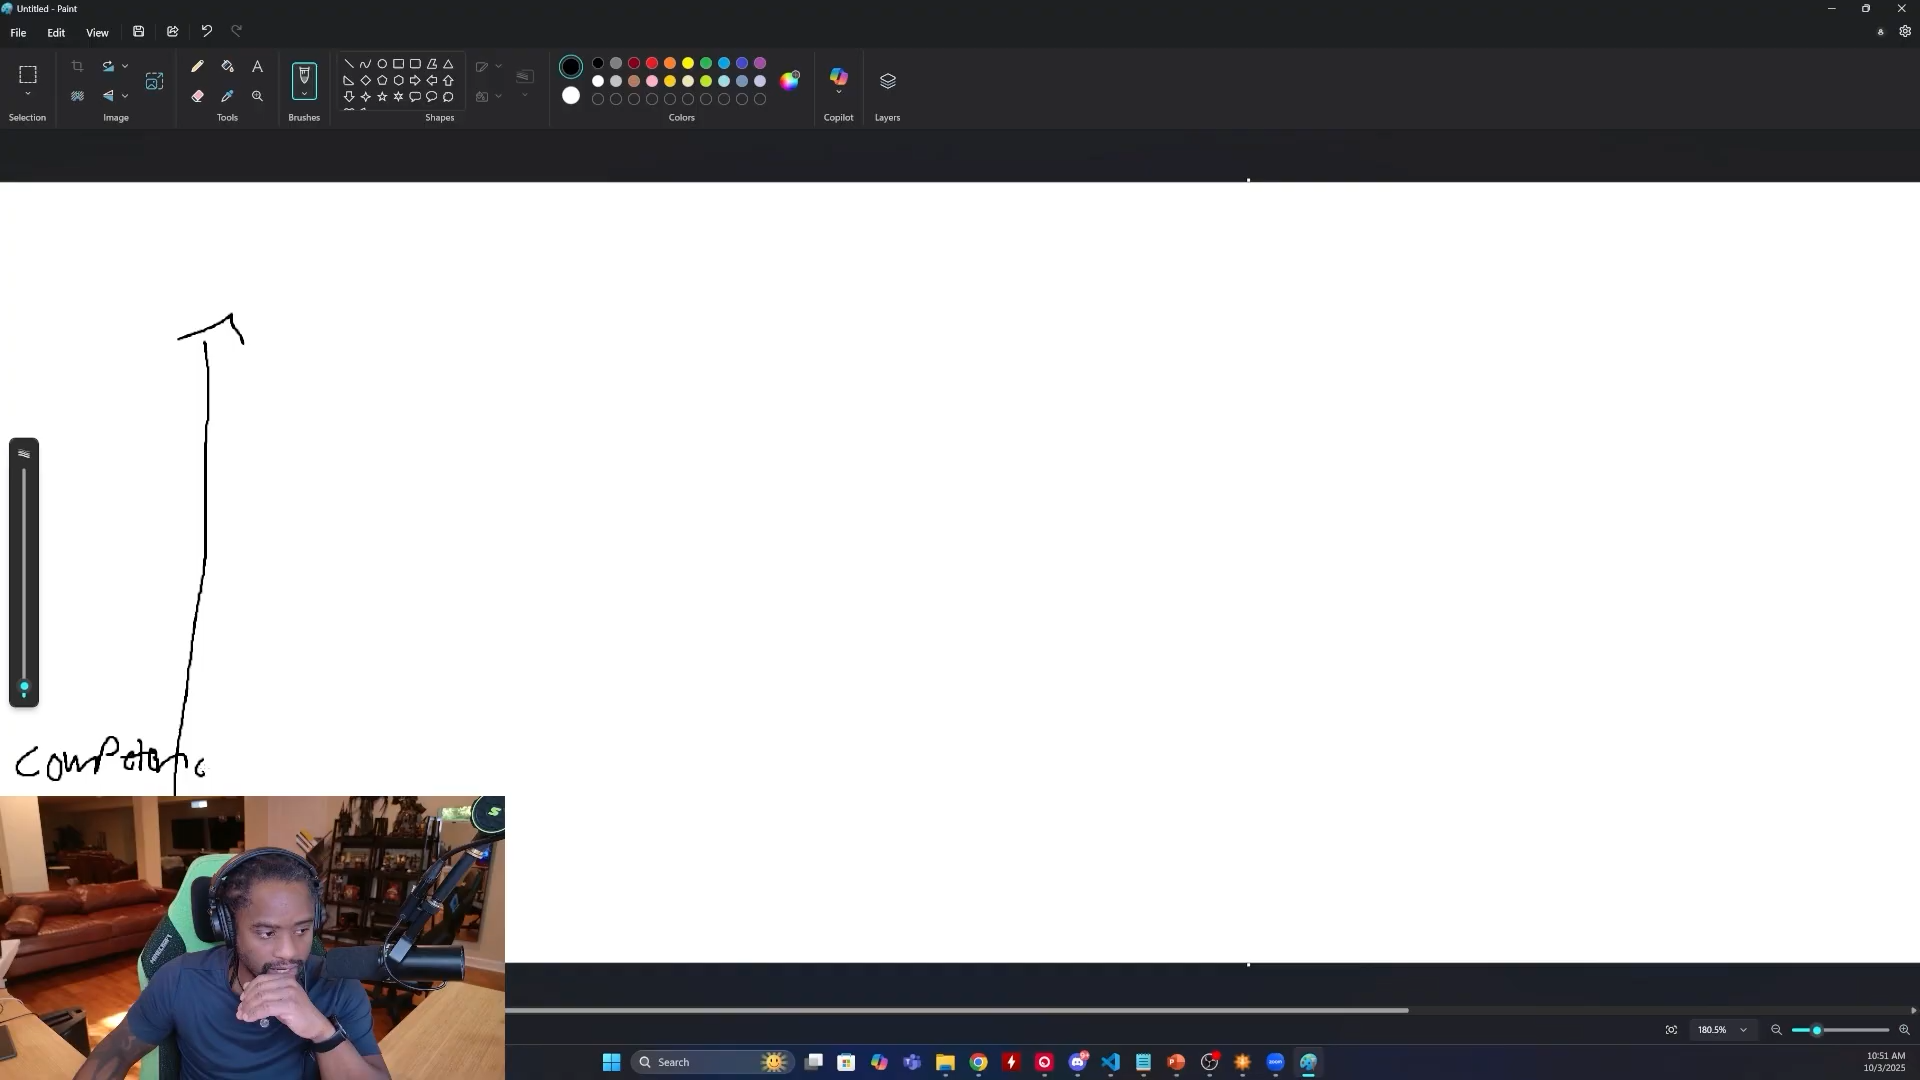 Untitled - Paint
File Edit View
A
Selection Image Tools Brushes Shapes Colors Copilot Layers
Competenc
MINECRAFT
S
180.5%
Search
10:51 AM
10/3/2025